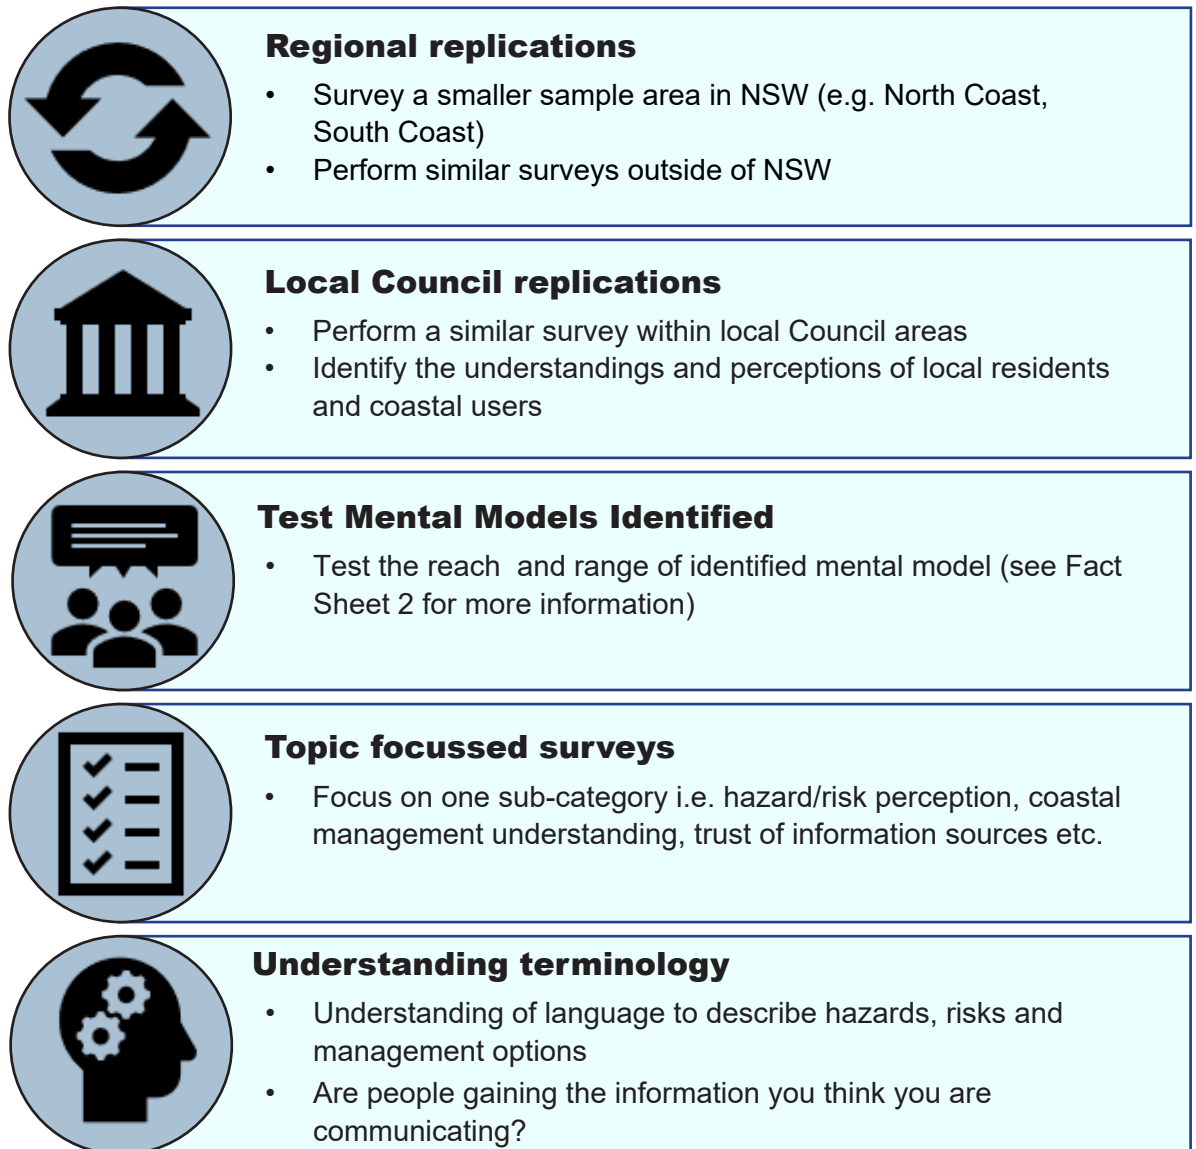 Regional replications
• Survey a smaller sample area in NSW (e.g. North Coast,
South Coast)
• Perform similar surveys outside of NSW
Local Council replications
• Perform a similar survey within local Council areas
• Identify the understandings and perceptions of local residents
and coastal users
Test Mental Models Identified
• Test the reach  and range of identified mental model (see Fact
Sheet 2 for more information)
Topic focussed surveys
• Focus on one sub-category i.e. hazard/risk perception, coastal
management understanding, trust of information sources etc.
Understanding terminology
• Understanding of language to describe hazards, risks and
management options
• Are people gaining the information you think you are
communicating?